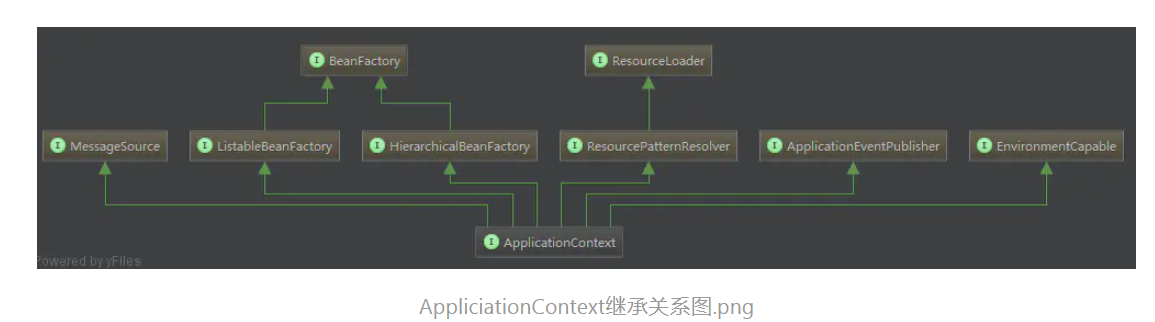 I BeanFactory
I ResourceLoader
I MessageSource
I ListableBeanFactory
I HierarchicalBeanFactory
I ResourcePatternResolver
I ApplicationEventPublisher
I EnvironmentCapable
I ApplicationContext
Powered by yFiles
AppliciationContext继承关系图.png